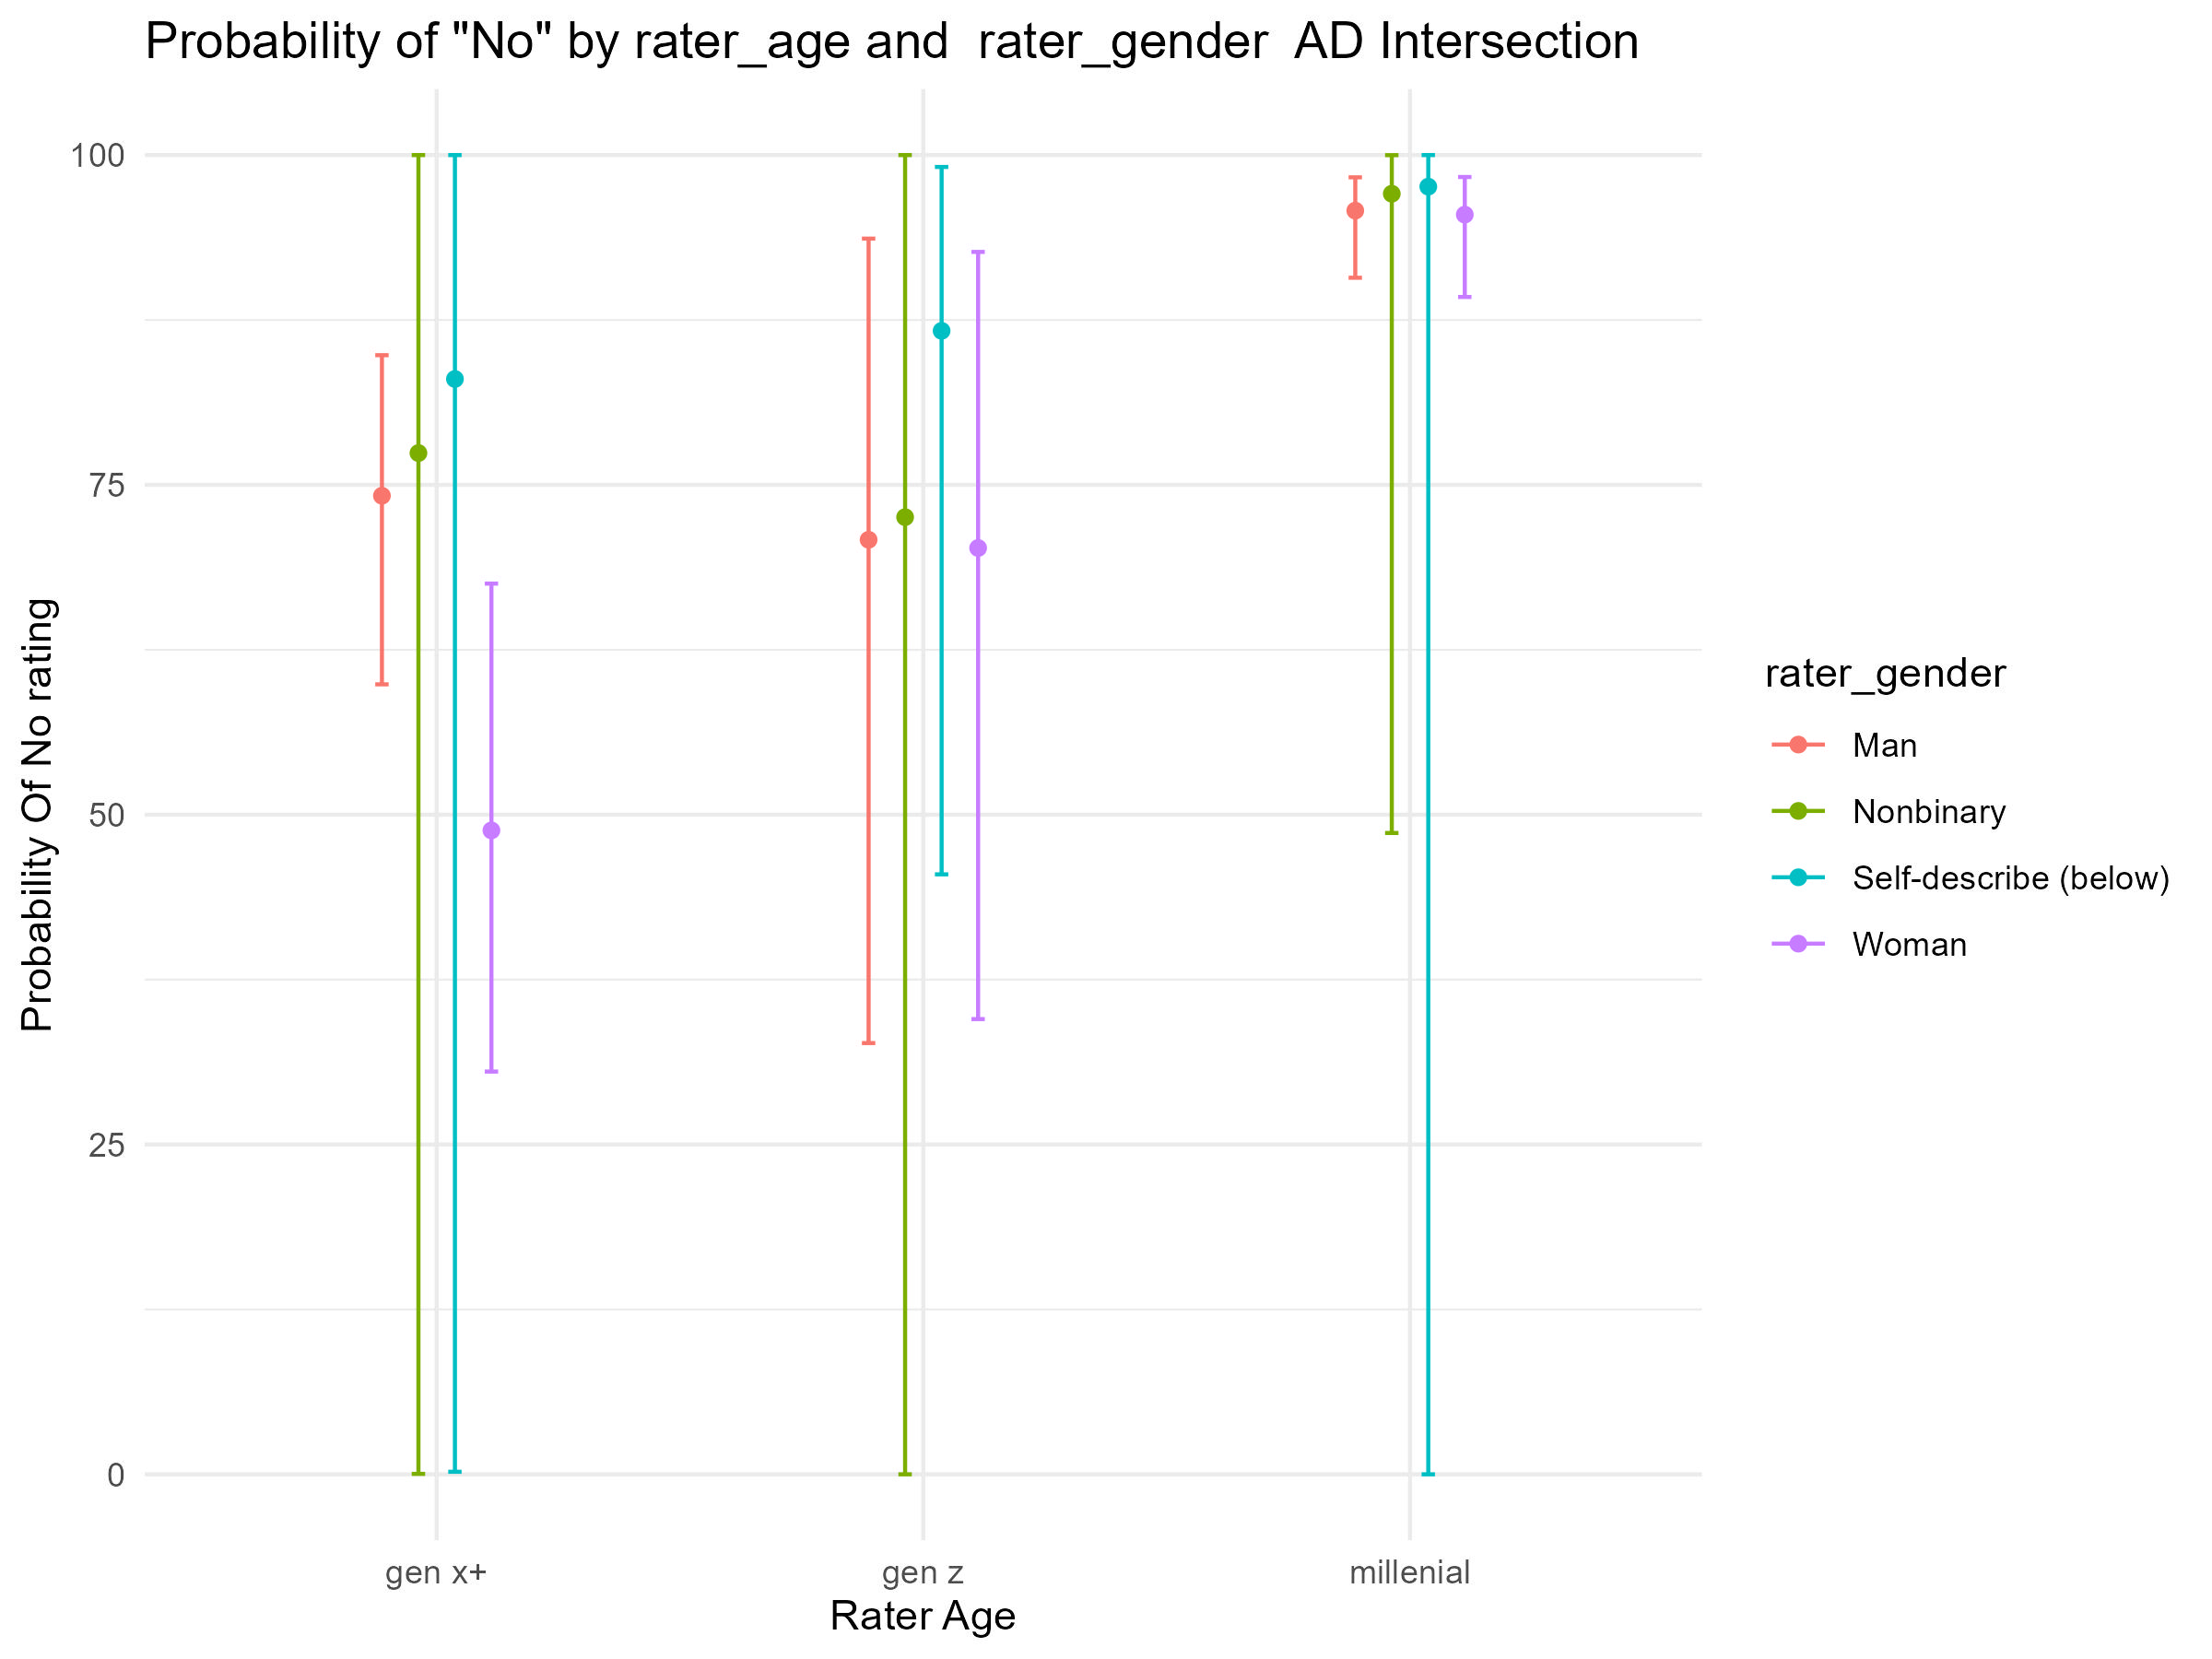 Probability of "No" by rater_age and  rater_gender  AD Intersection
Probability Of No rating
100
75
50
25
0
gen x+
gen z
millenial
Rater Age
rater_gender
Man
Nonbinary
Self-describe (below)
Woman